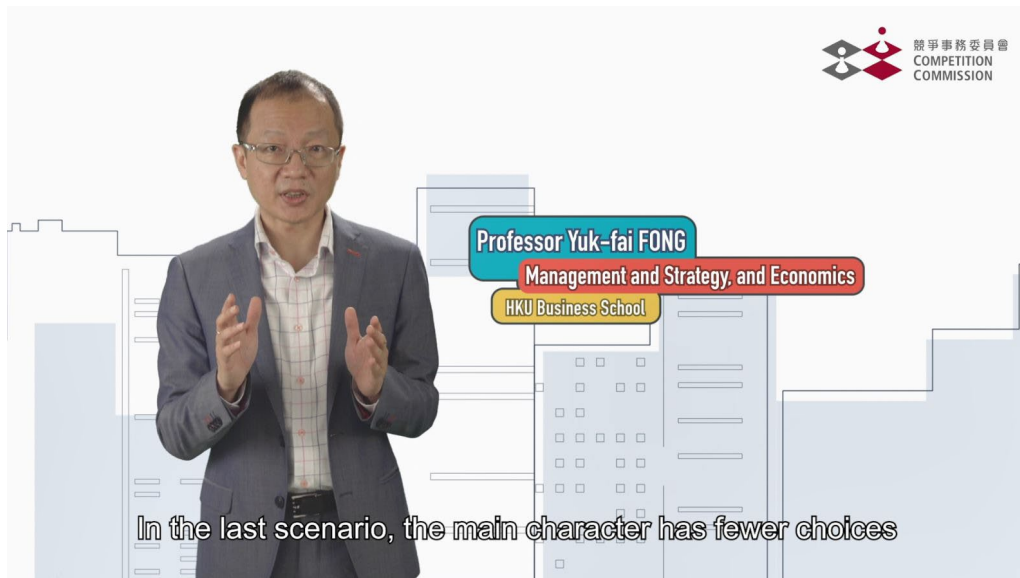 競爭事務委員會
COMPETITION
COMMISSION
Professor Yuk-fai FONG
Management and Strategy, and Economics
HKU Business School
In the last scenario, the main character has fewer choices